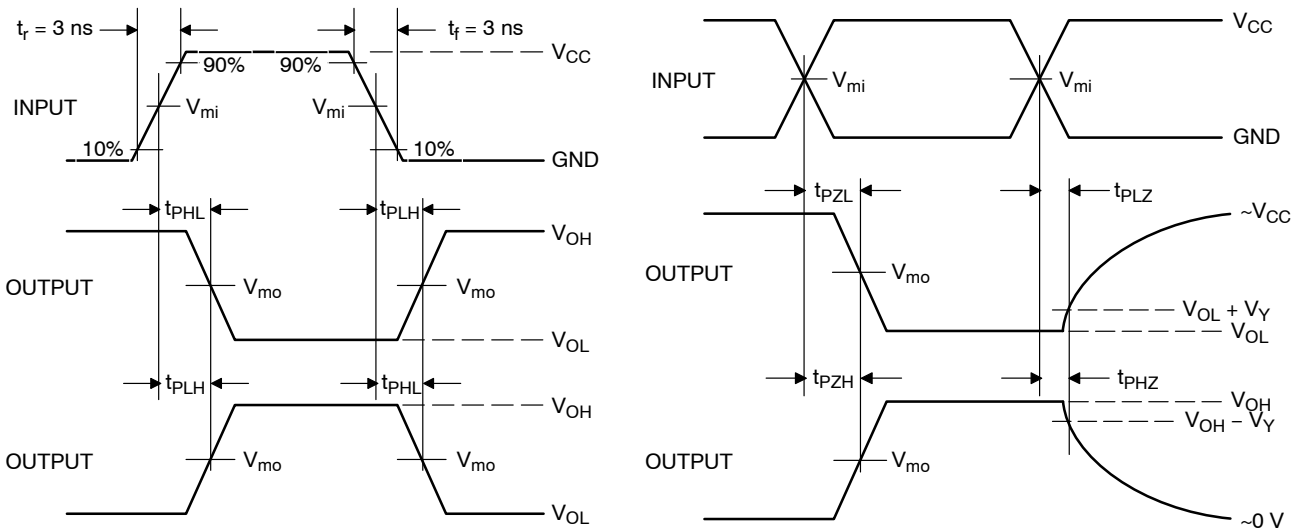 tr = 3 ns
tf = 3 ns
VCC
90%
90%
INPUT
Vmi
Vmi
10%
10%
GND
tPHL
tPLH
VOH
OUTPUT
Vmo
Vmo
VOL
tPLH
tPHL
VOH
OUTPUT
Vmo
Vmo
VOL
VCC
INPUT
Vmi
Vmi
GND
tPZL
tPLZ
~VCC
OUTPUT
Vmo
VOL + VY
VOL
tPZH
tPHZ
VOH
VOH − VY
OUTPUT
Vmo
~0 V